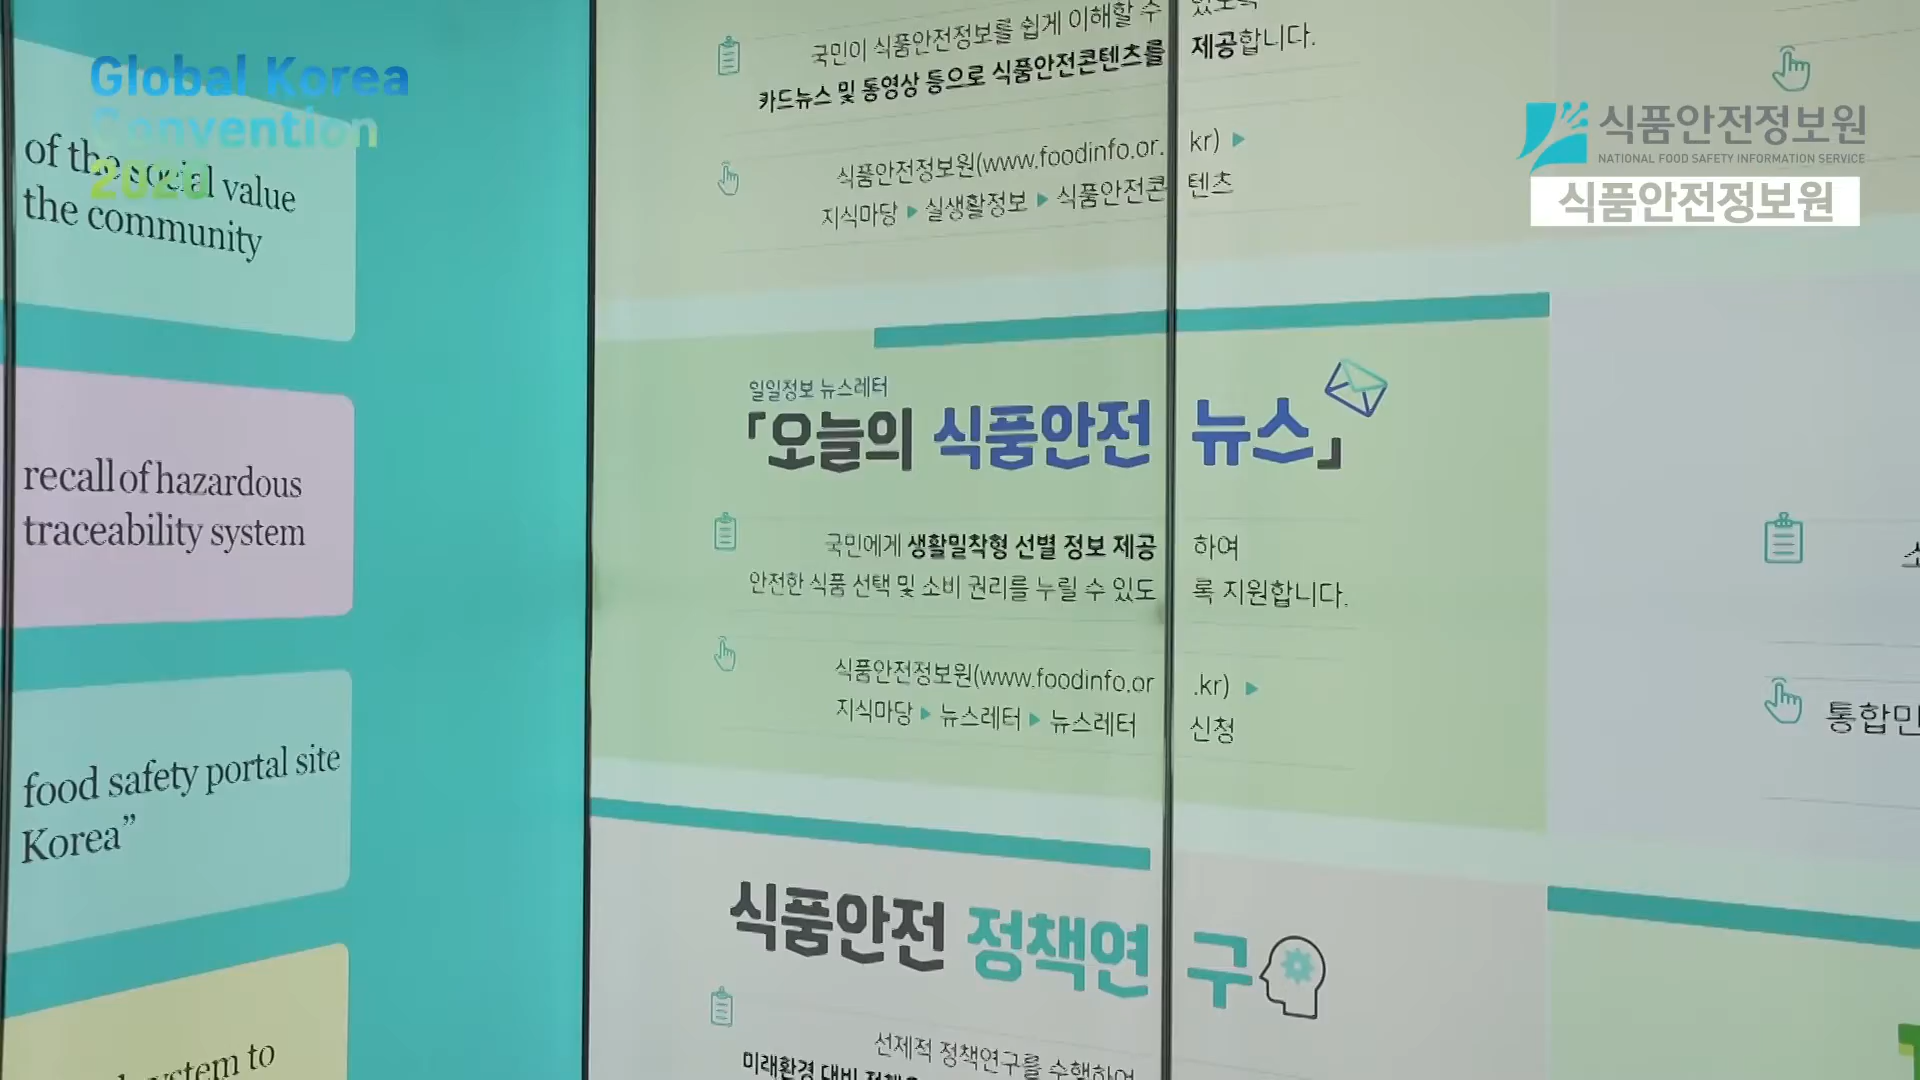 Global Korea
Convention
2020
of the social value
the community
recall of hazardous
traceability system
food safety portal site
Korea”
system to
국민이 식품안전정보를 쉽게 이해할 수 있도록
카드뉴스 및 통영상 등으로 식품안전콘텐츠를 제공합니다.
식품안전정보원(www.foodinfo.or.kr) ▶
지식마당 ▶ 실생활정보 ▶ 식품안전콘텐츠
일일정보 뉴스레터
「오늘의 식품안전 뉴스」
국민에게 생활밀착형 선별 정보 제공하여
안전한 식품 선택 및 소비 권리를 누릴 수 있도록 지원합니다.
식품안전정보원(www.foodinfo.or.kr) ▶
지식마당 ▶ 뉴스레터 ▶ 뉴스레터 신청
식품안전 정책연구
선제적 정책연구를 수행하여
미래환경 대비
식품안전정보원
NATIONAL FOOD SAFETY INFORMATION SERVICE
식품안전정보원
통합민